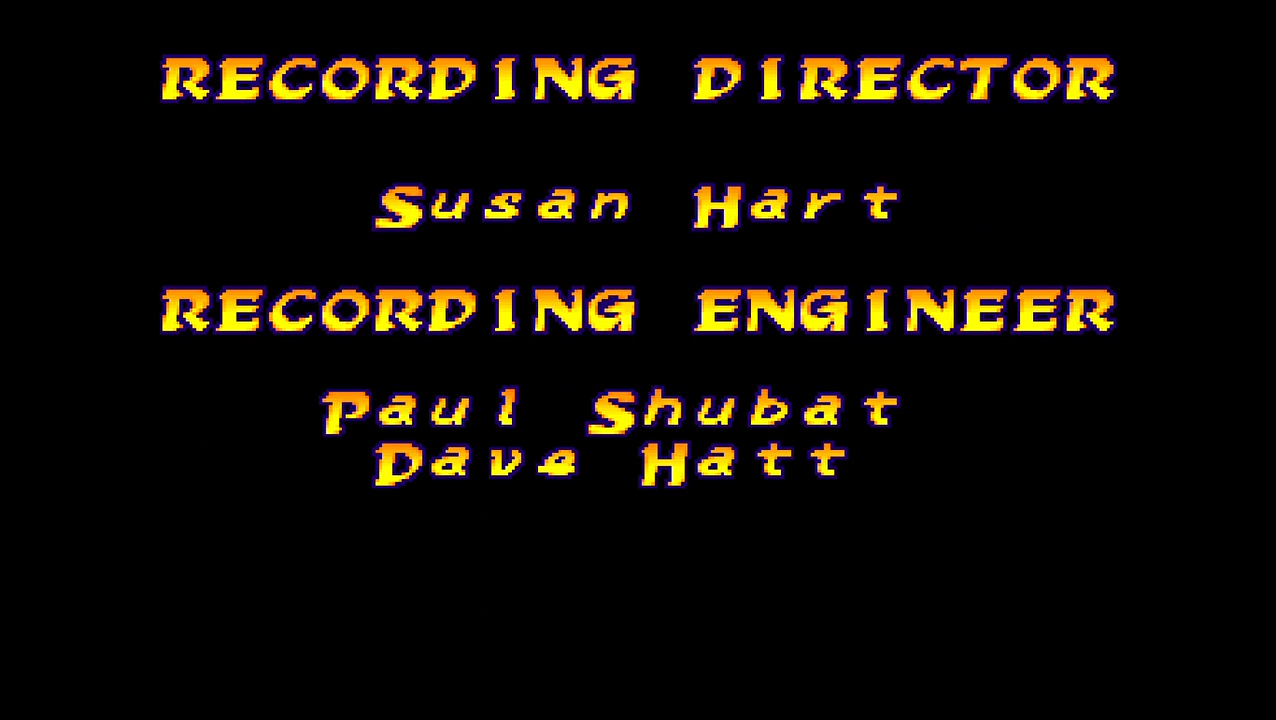 RECORDING DIRECTOR
Susan Hart
RECORDING ENGINEER
Paul Shubat
Dave Hatt